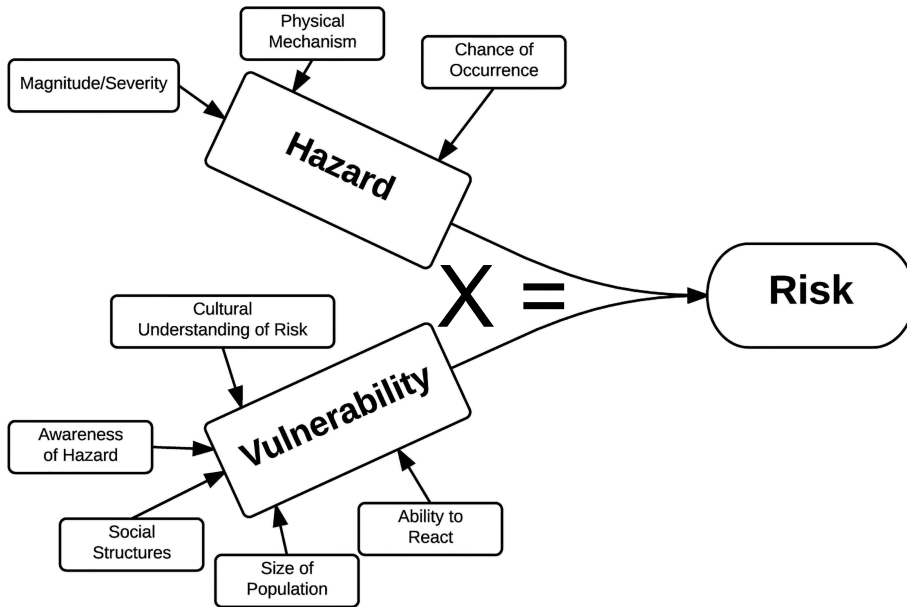 Physical
Mechanism
Chance of
Occurrence
Magnitude/Severity
Hazard
X =
Risk
Cultural
Understanding of Risk
Vulnerability
Awareness
of Hazard
Social
Structures
Size of
Population
Ability to
React